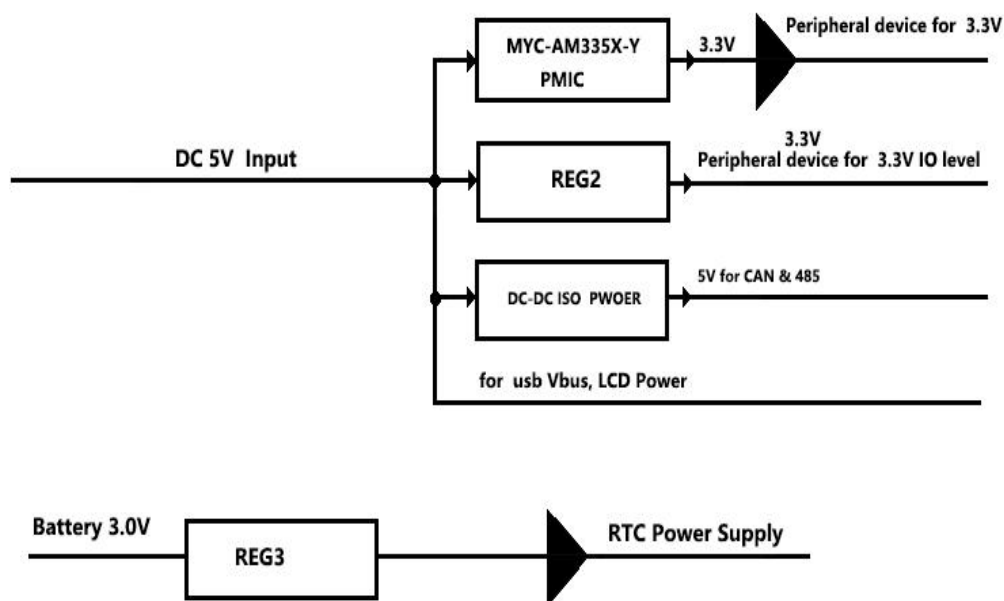 Peripheral device for 3.3V
MYC-AM335X-Y
PMIC
3.3V
DC 5V Input
REG2
3.3V
Peripheral device for 3.3V IO level
DC-DC ISO PWOER
5V for CAN & 485
for usb Vbus, LCD Power
Battery 3.0V
REG3
RTC Power Supply